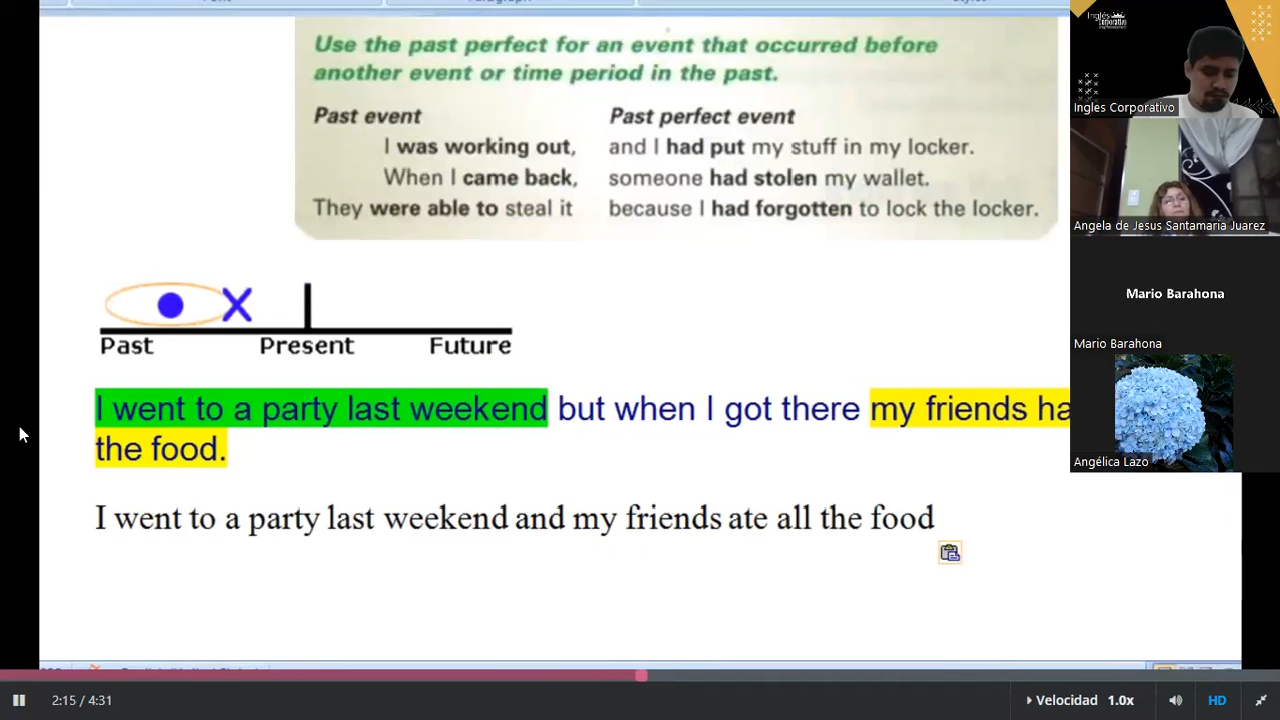 Use the past perfect for an event that occurred before
another event or time period in the past.
Past event Past perfect event
I was working out, and I had put my stuff in my locker.
When I came back, someone had stolen my wallet.
They were able to steal it because I had forgotten to lock the locker.
Past Present Future
I went to a party last weekend but when I got there my friends
the food.
I went to a party last weekend and my friends ate all the food
Inglés
Corporativo
Ingles Corporativo
Angela de Jesus Santamaria Juarez
Mario Barahona
Mario Barahona
Angélica Lazo
2:15 / 4:31
Velocidad 1.0x
HD